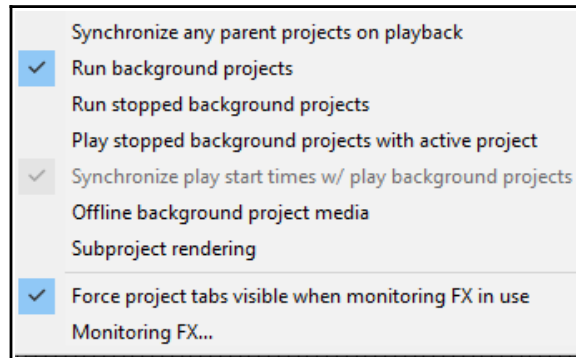 Synchronize any parent projects on playback
Run background projects
Run stopped background projects
Play stopped background projects with active project
Synchronize play start times w/ play background projects
Offline background project media
Subproject rendering
Force project tabs visible when monitoring FX in use
Monitoring FX...